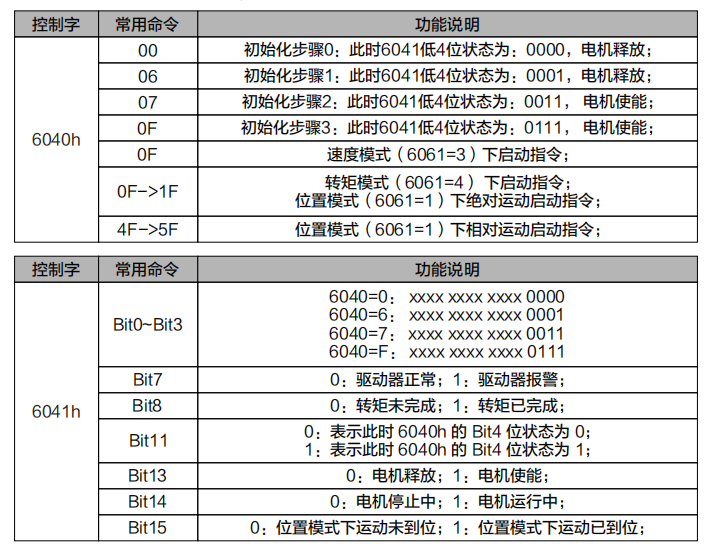 控制字 常用命令 功能说明
6040h
00 初始化步骤0：此时6041低4位状态为：0000，电机释放；
06 初始化步骤1：此时6041低4位状态为：0001，电机释放；
07 初始化步骤2：此时6041低4位状态为：0011， 电机使能；
0F 初始化步骤3：此时6041低4位状态为：0111， 电机使能；
0F 速度模式（6061=3）下启动指令；
0F->1F 转矩模式（6061=4） 下启动指令；
位置模式（6061=1）下绝对运动启动指令；
4F->5F 位置模式（6061=1）下相对运动启动指令；
控制字 常用命令 功能说明
6041h
Bit0~Bit3
6040=0： xxxx xxxx xxxx 0000
6040=6： xxxx xxxx xxxx 0001
6040=7： xxxx xxxx xxxx 0011
6040=F： xxxx xxxx xxxx 0111
Bit7 0：驱动器正常；1：驱动器报警；
Bit8 0：转矩未完成；1：转矩已完成；
Bit11 0：表示此时 6040h 的 Bit4 位状态为 0；
1：表示此时 6040h 的 Bit4 位状态为 1；
Bit13 0：电机释放；1：电机使能；
Bit14 0：电机停止中；1：电机运行中；
Bit15 0：位置模式下运动未到位；1：位置模式下运动已到位；